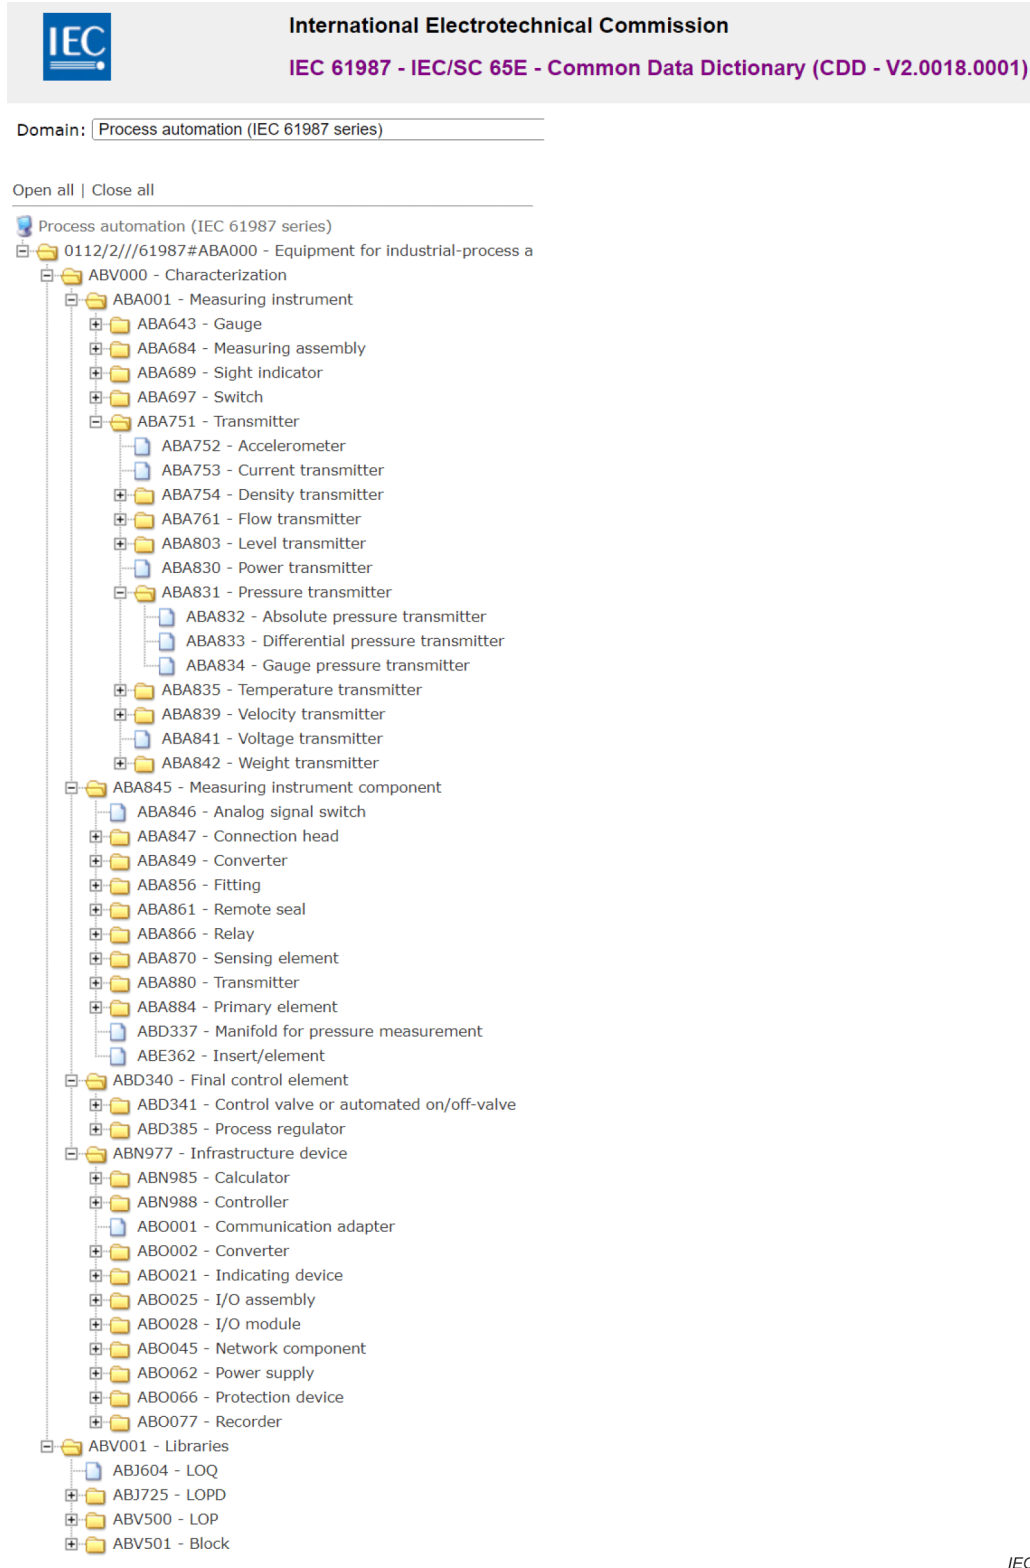 IEC
International Electrotechnical Commission
IEC 61987 - IEC/SC 65E - Common Data Dictionary (CDD - V2.0018.0001)
Domain: Process automation (IEC 61987 series)
Open all | Close all
Process automation (IEC 61987 series)
0112/2///61987#ABA000 - Equipment for industrial-process a
ABV000 - Characterization
ABA001 - Measuring instrument
ABA643 - Gauge
ABA684 - Measuring assembly
ABA689 - Sight indicator
ABA697 - Switch
ABA751 - Transmitter
ABA752 - Accelerometer
ABA753 - Current transmitter
ABA754 - Density transmitter
ABA761 - Flow transmitter
ABA803 - Level transmitter
ABA830 - Power transmitter
ABA831 - Pressure transmitter
ABA832 - Absolute pressure transmitter
ABA833 - Differential pressure transmitter
ABA834 - Gauge pressure transmitter
ABA835 - Temperature transmitter
ABA839 - Velocity transmitter
ABA841 - Voltage transmitter
ABA842 - Weight transmitter
ABA845 - Measuring instrument component
ABA846 - Analog signal switch
ABA847 - Connection head
ABA849 - Converter
ABA856 - Fitting
ABA861 - Remote seal
ABA866 - Relay
ABA870 - Sensing element
ABA880 - Transmitter
ABA884 - Primary element
ABD337 - Manifold for pressure measurement
ABE362 - Insert/element
ABD340 - Final control element
ABD341 - Control valve or automated on/off-valve
ABD385 - Process regulator
ABN977 - Infrastructure device
ABN985 - Calculator
ABN988 - Controller
ABO001 - Communication adapter
ABO002 - Converter
ABO021 - Indicating device
ABO025 - I/O assembly
ABO028 - I/O module
ABO045 - Network component
ABO062 - Power supply
ABO066 - Protection device
ABO077 - Recorder
ABV001 - Libraries
ABJ604 - LOQ
ABJ725 - LOPD
ABV500 - LOP
ABV501 - Block
IEC